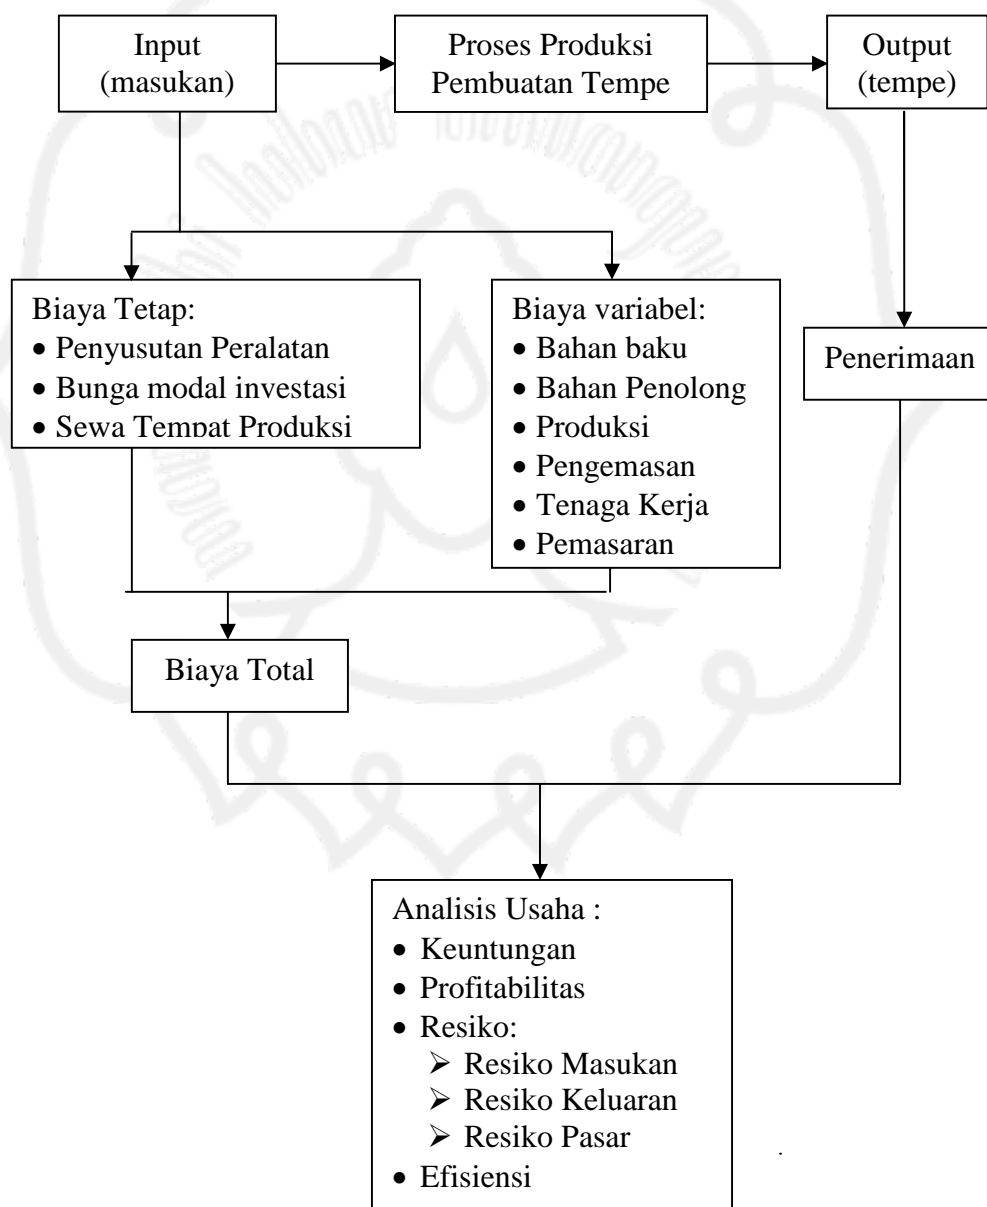 Input
(masukan)
Proses Produksi
Pembuatan Tempe
Output
(tempe)
Biaya Tetap:
• Penyusutan Peralatan
• Bunga modal investasi
• Sewa Tempat Produksi
Biaya variabel:
• Bahan baku
• Bahan Penolong
• Produksi
• Pengemasan
• Tenaga Kerja
• Pemasaran
Penerimaan
Biaya Total
Analisis Usaha :
• Keuntungan
• Profitabilitas
• Resiko:
➢ Resiko Masukan
➢ Resiko Keluaran
➢ Resiko Pasar
• Efisiensi